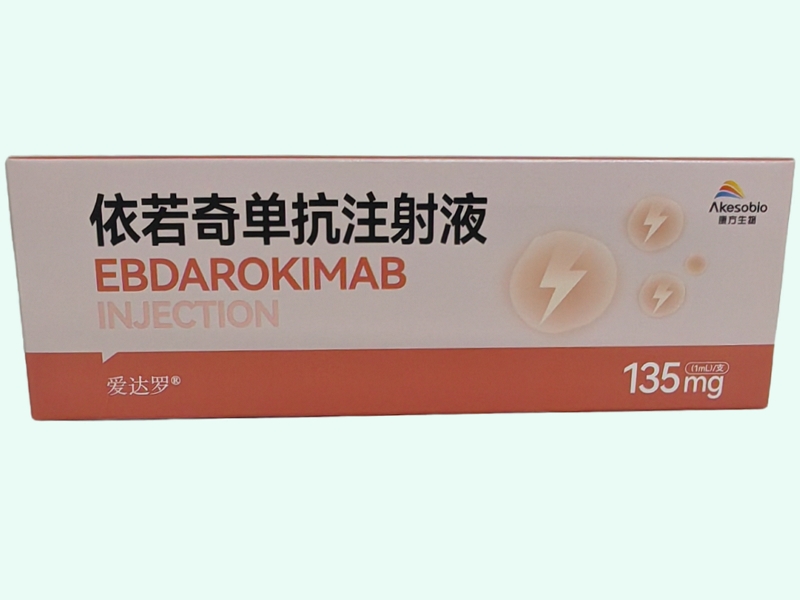 依若奇单抗注射液
EBDAROKIMAB
INJECTION
Akesobio
康方生物
爱达罗®
135mg
(1mL)/支